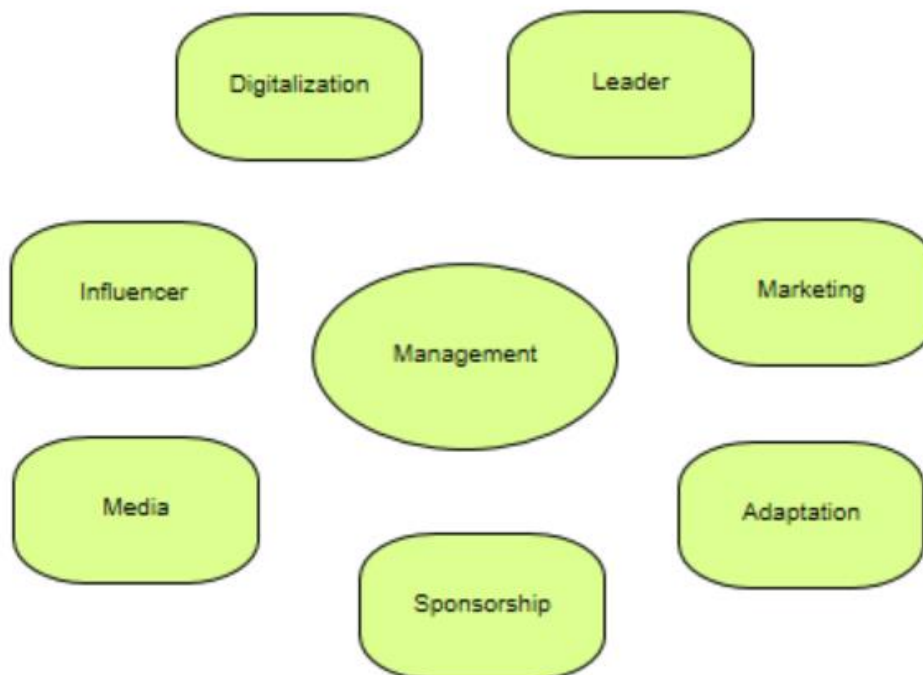 Digitalization
Leader
Influencer
Marketing
Management
Media
Adaptation
Sponsorship